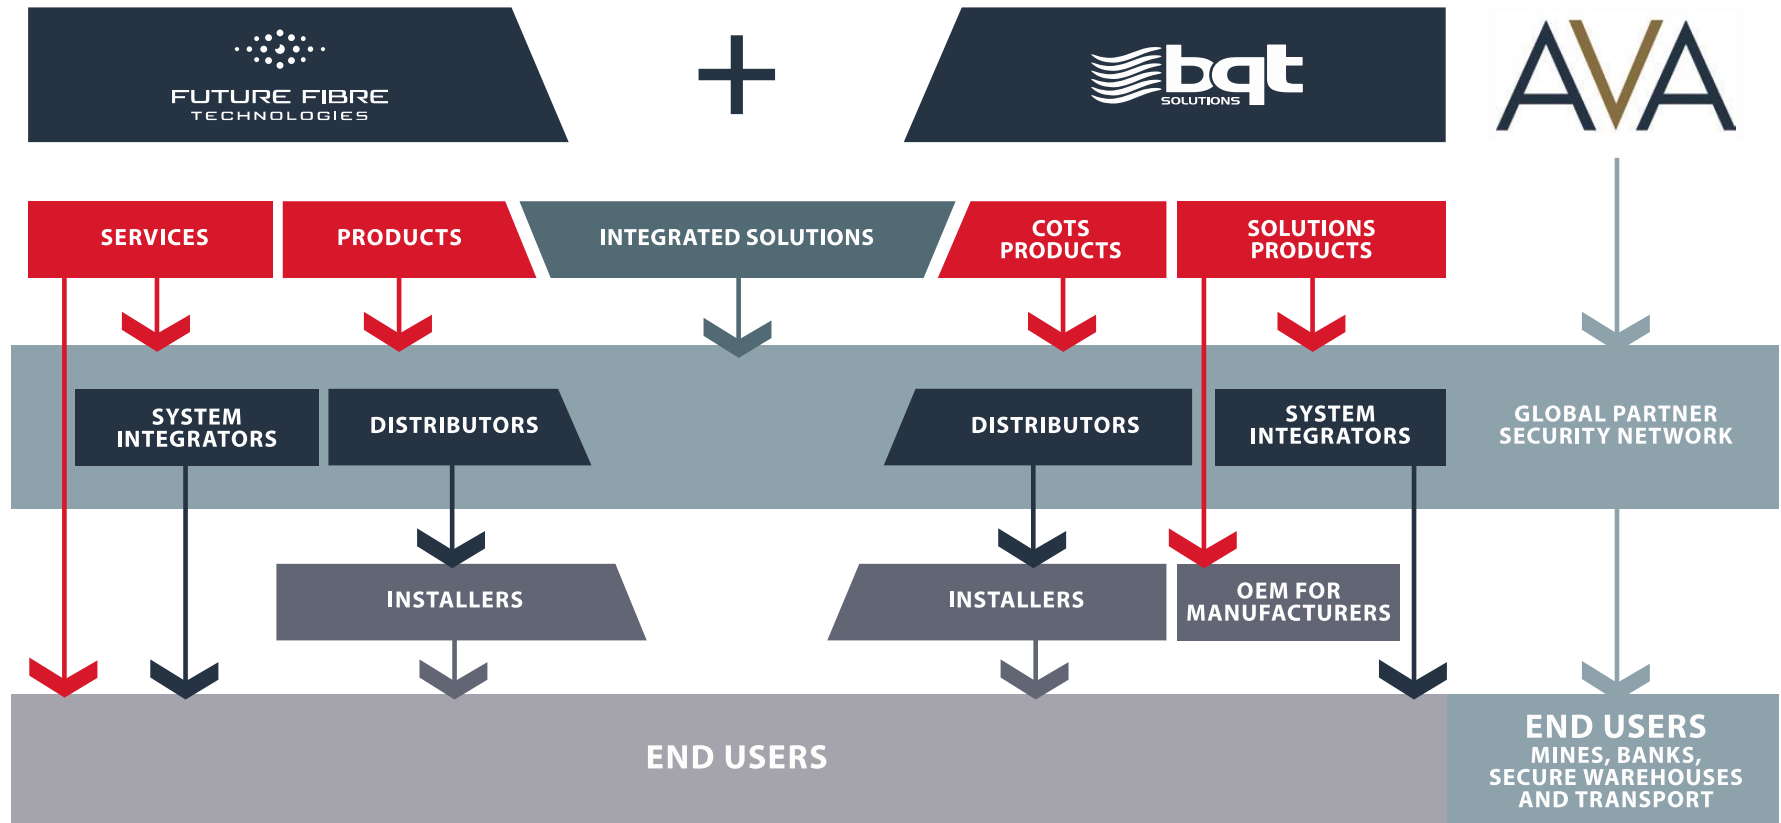 FUTURE FIBRE
TECHNOLOGIES
+
bqt
SOLUTIONS
AVA
SERVICES
PRODUCTS
INTEGRATED SOLUTIONS
COTS
PRODUCTS
SOLUTIONS
PRODUCTS
SYSTEM
INTEGRATORS
DISTRIBUTORS
DISTRIBUTORS
SYSTEM
INTEGRATORS
GLOBAL PARTNER
SECURITY NETWORK
INSTALLERS
INSTALLERS
OEM FOR
MANUFACTURERS
END USERS
END USERS
MINES, BANKS,
SECURE WAREHOUSES
AND TRANSPORT